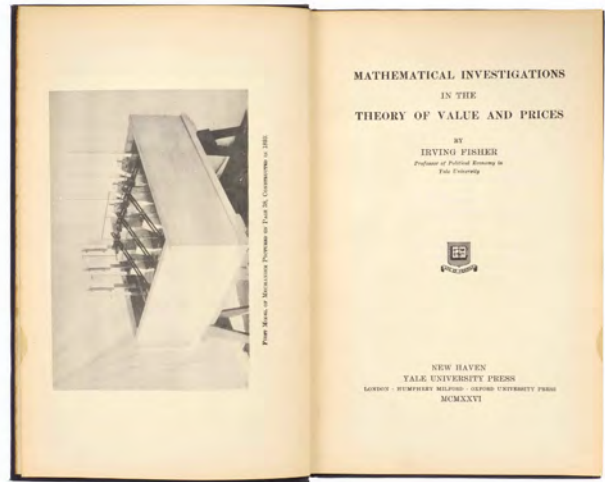 FIRST MODEL OF MECHANISM PICTURED ON PAGE 38, CONSTRUCTED IN 1893.
MATHEMATICAL INVESTIGATIONS
IN THE
THEORY OF VALUE AND PRICES
BY
IRVING FISHER
Professor of Political Economy in
Yale University
NEW HAVEN
YALE UNIVERSITY PRESS
LONDON · HUMPHREY MILFORD · OXFORD UNIVERSITY PRESS
MCMXXVI